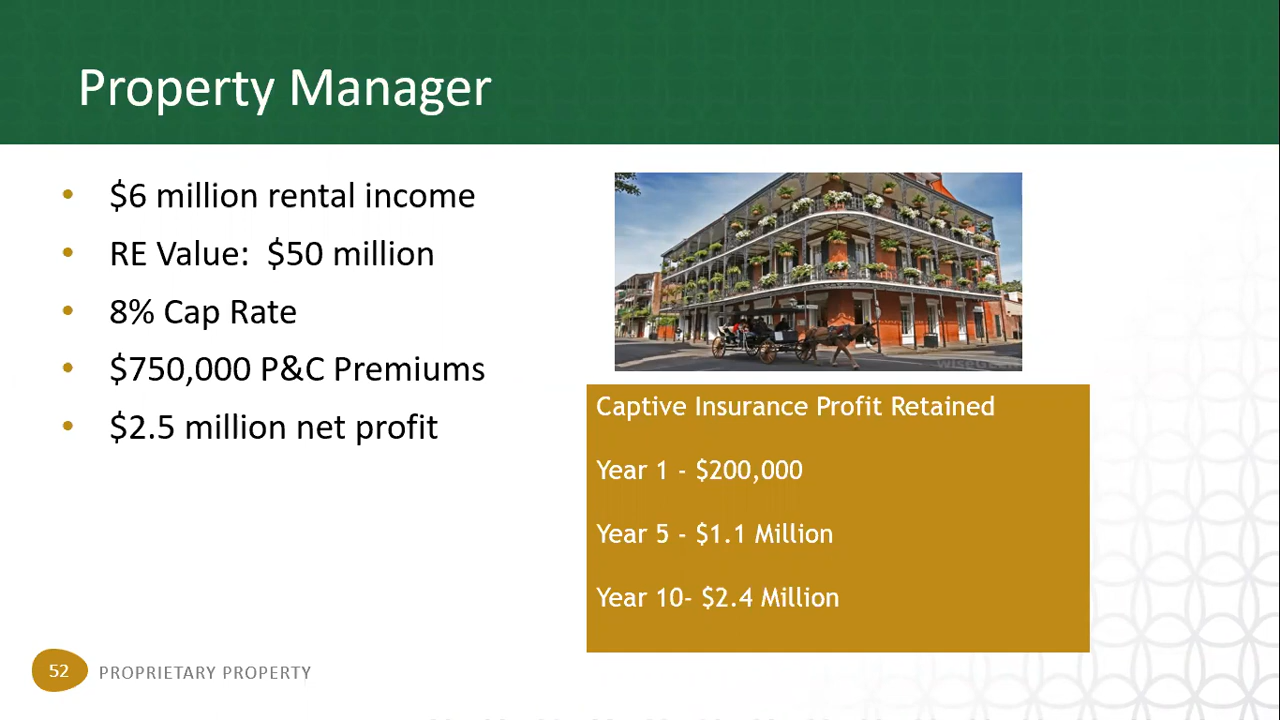 Property Manager
• $6 million rental income
• RE Value: $50 million
• 8% Cap Rate
• $750,000 P&C Premiums
• $2.5 million net profit
Captive Insurance Profit Retained
Year 1 - $200,000
Year 5 - $1.1 Million
Year 10- $2.4 Million
52
PROPRIETARY PROPERTY